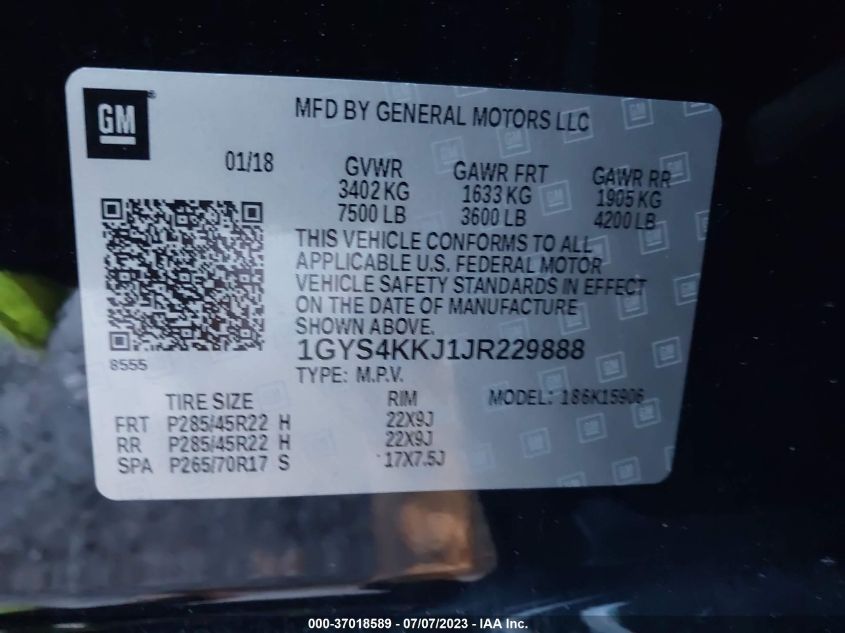 GM
MFD BY GENERAL MOTORS LLC
01/18
GVWR GAWR FRT GAWR RR
3402 KG 1633 KG 1905 KG
7500 LB 3600 LB 4200 LB
THIS VEHICLE CONFORMS TO ALL
APPLICABLE U.S. FEDERAL MOTOR
VEHICLE SAFETY STANDARDS IN EFFECT
ON THE DATE OF MANUFACTURE
SHOWN ABOVE.
1GYS4KKJ1JR229888
8555
TYPE: M.P.V.
TIRE SIZE RIM MODEL: 186K15906
FRT P285/45R22 H 22X9J
RR P285/45R22 H 22X9J
SPA P265/70R17 S 17X7.5J
000-37018589 - 07/07/2023 - IAA Inc.